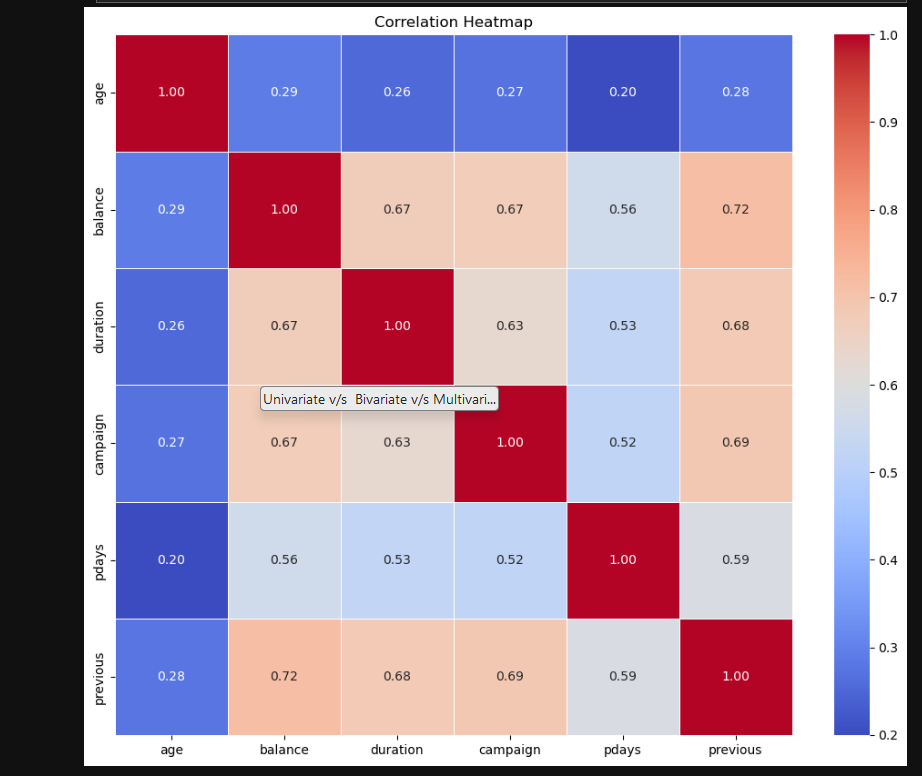 Correlation Heatmap
1.0
age 1.00 0.29 0.26 0.27 0.20 0.28
0.9
balance 0.29 1.00 0.67 0.67 0.56 0.72
0.8
0.7
duration 0.26 0.67 1.00 0.63 0.53 0.68
0.6
Univariate v/s  Bivariate v/s Multivari...
campaign 0.27 0.67 0.63 1.00 0.52 0.69
0.5
0.4
pdays 0.20 0.56 0.53 0.52 1.00 0.59
0.3
previous 0.28 0.72 0.68 0.69 0.59 1.00
0.2
age balance duration campaign pdays previous